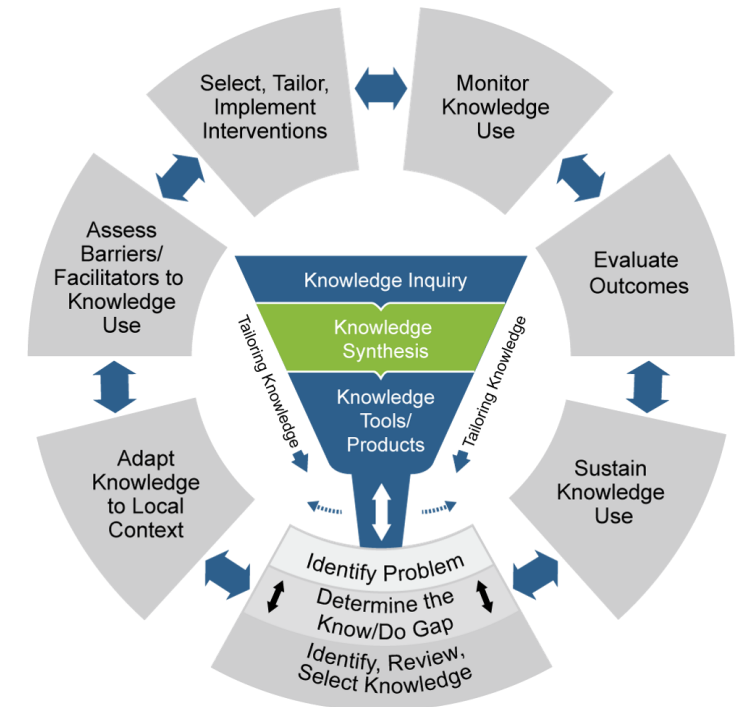 Select, Tailor,
Implement
Interventions
Monitor
Knowledge
Use
Assess
Barriers/
Facilitators to
Knowledge
Use
Evaluate
Outcomes
Knowledge Inquiry
Knowledge
Synthesis
Knowledge
Tools/
Products
Tailoring Knowledge
Tailoring Knowledge
Adapt
Knowledge
to Local
Context
Sustain
Knowledge
Use
Identify Problem
Determine the
Know/Do Gap
Identify, Review,
Select Knowledge